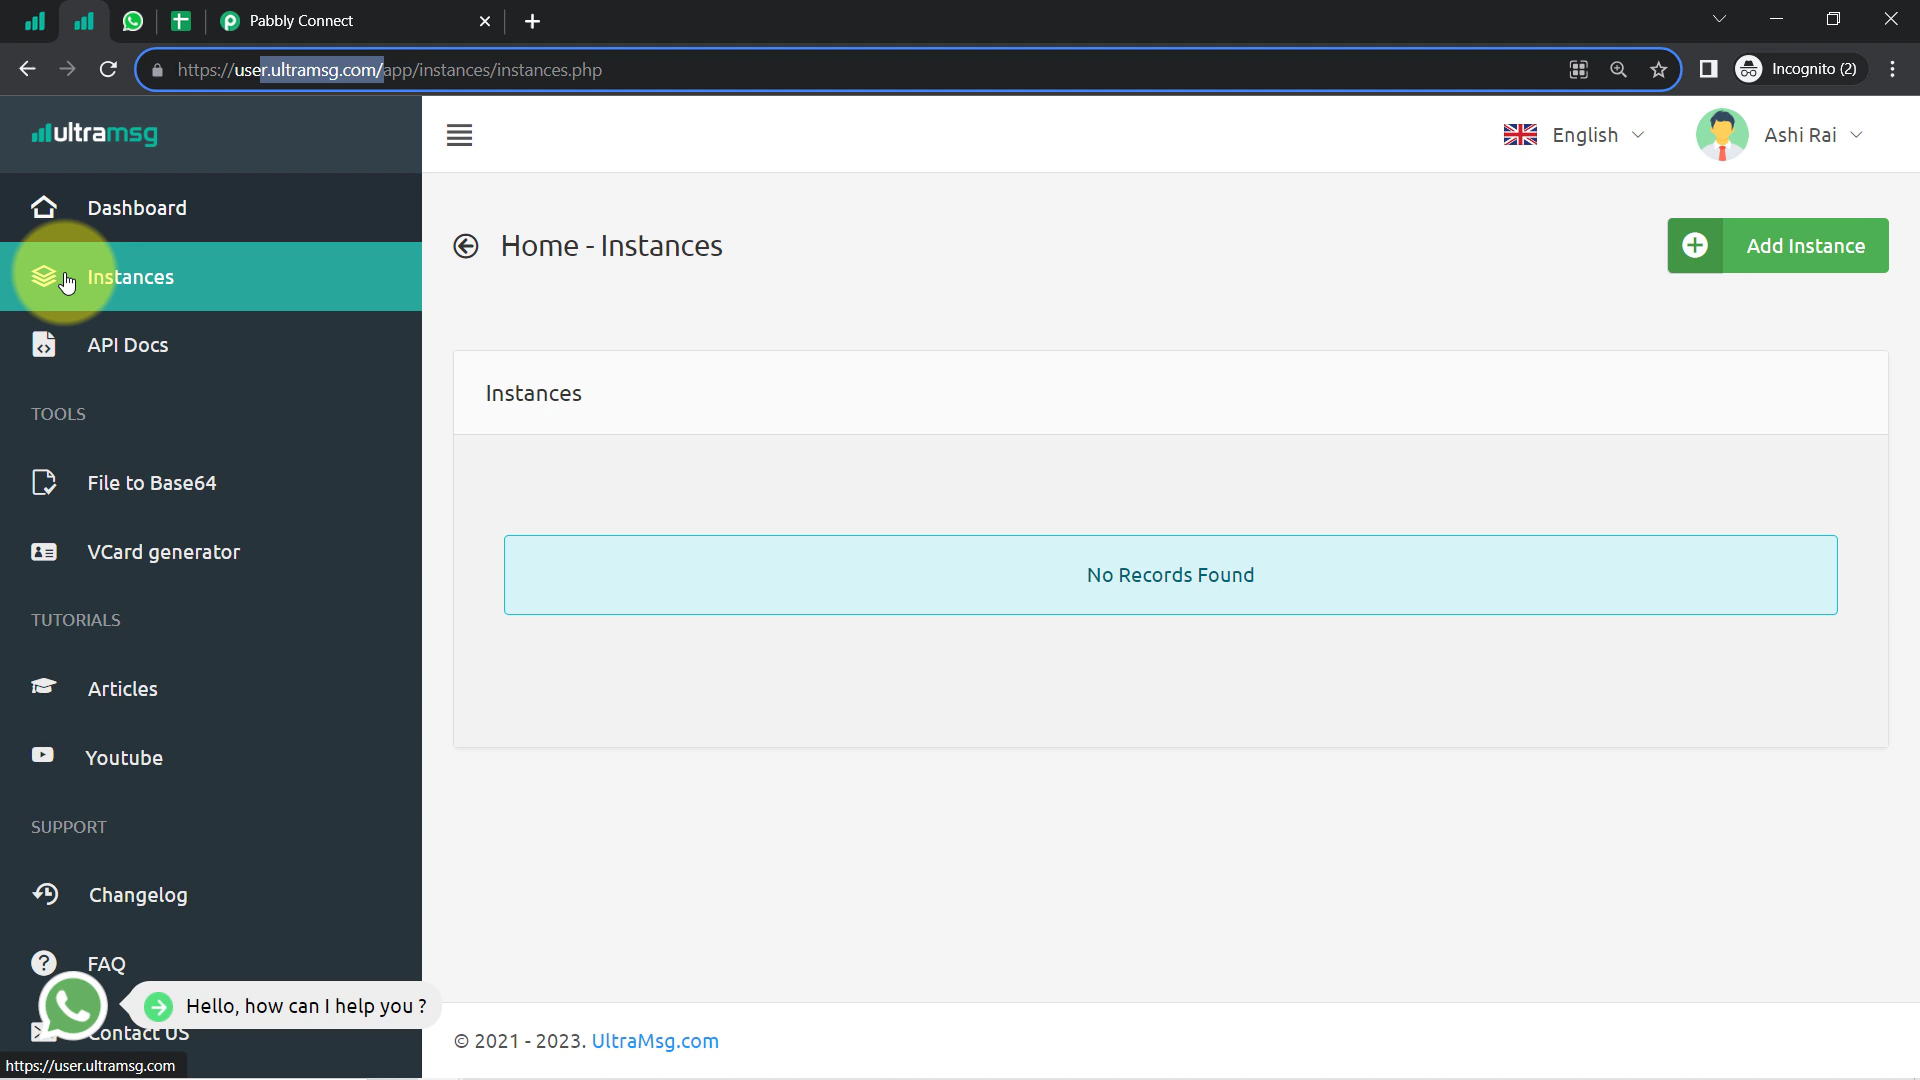 Pabbly Connect
https://user.ultramsg.com/app/instances/instances.php
Incognito (2)
ultramsg
English
Ashi Rai
Dashboard
Home - Instances
Add Instance
Instances
API Docs
Instances
TOOLS
File to Base64
VCard generator
No Records Found
TUTORIALS
Articles
Youtube
SUPPORT
Changelog
FAQ
Hello, how can I help you ?
Contact US
© 2021 - 2023. UltraMsg.com
https://user.ultramsg.com